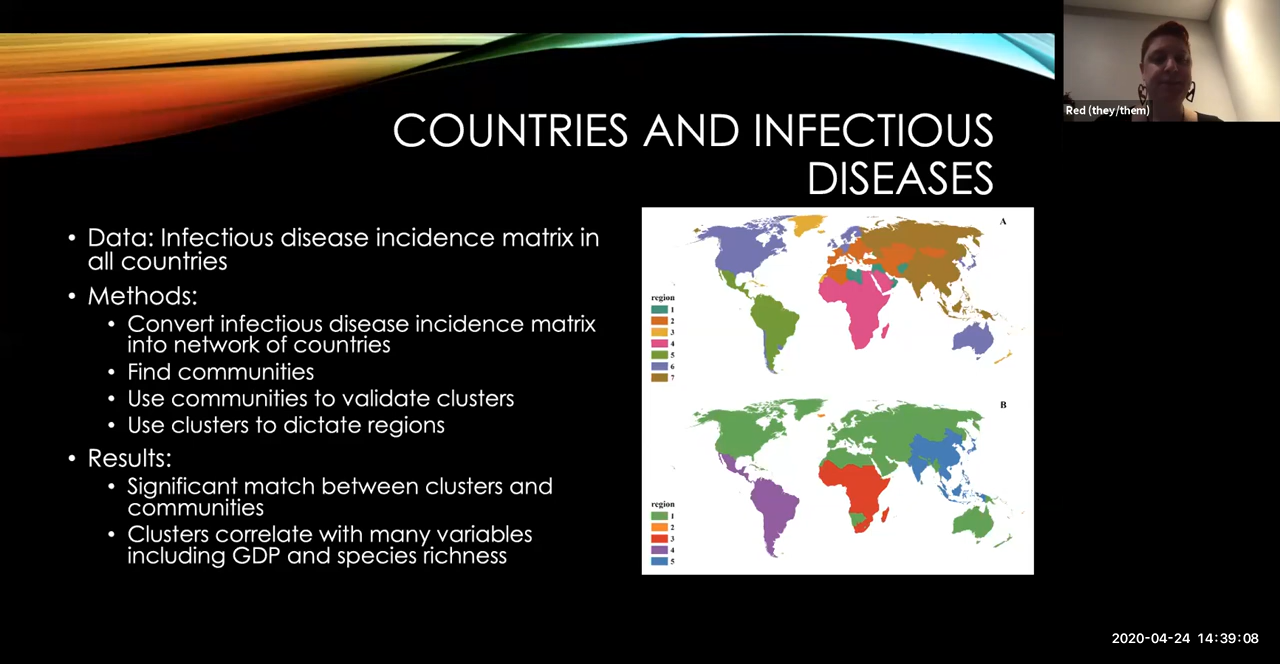 COUNTRIES AND INFECTIOUS
DISEASES
• Data: Infectious disease incidence matrix in
all countries
• Methods:
• Convert infectious disease incidence matrix
into network of countries
• Find communities
• Use communities to validate clusters
• Use clusters to dictate regions
• Results:
• Significant match between clusters and
communities
• Clusters correlate with many variables
including GDP and species richness
A
region
1
2
3
4
5
6
7
B
region
1
2
3
4
5
Red (they/them)
2020-04-24 14:39:08